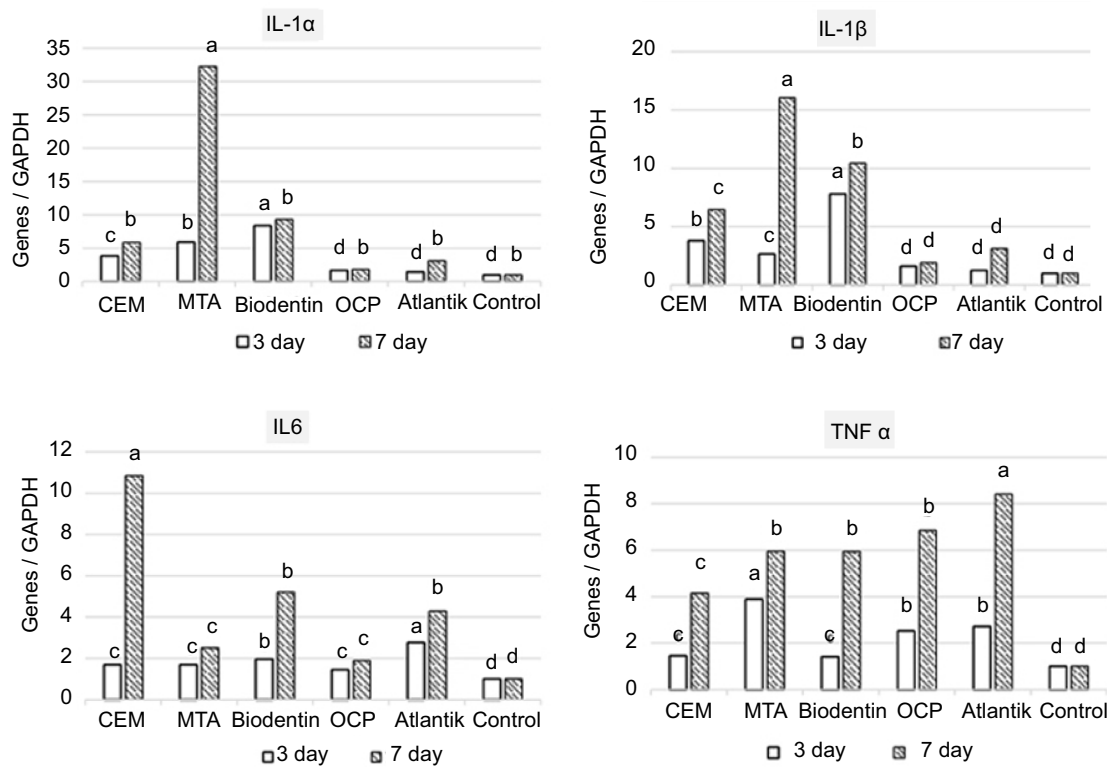 IL-1α
Genes / GAPDH
35
30
25
20
15
10
5
0
c b
b a
a b
d b
d b
b b
CEM MTA Biodentin OCP Atlantik Control
3 day 7 day
IL-1β
Genes / GAPDH
20
15
10
5
0
b c
c a
a b
d d
d d
d d
CEM MTA Biodentin OCP Atlantik Control
3 day 7 day
IL6
Genes / GAPDH
12
10
8
6
4
2
0
c a
c c
b b
c c
a b
d d
CEM MTA Biodentin OCP Atlantik Control
3 day 7 day
TNF α
Genes / GAPDH
10
8
6
4
2
0
c c
a b
c b
b b
b a
d d
CEM MTA Biodentin OCP Atlantik Control
3 day 7 day